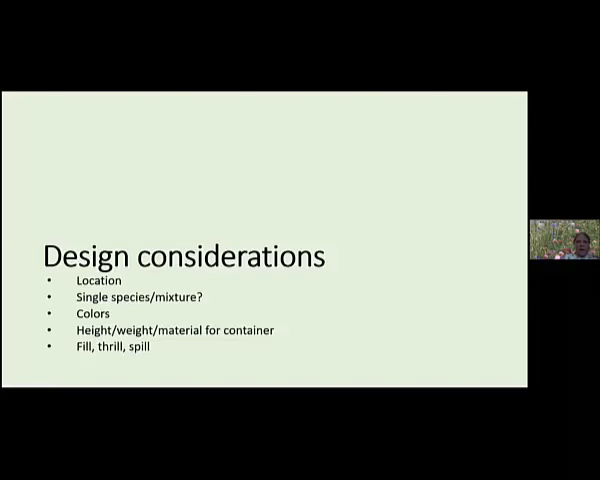 Design considerations
• Location
• Single species/mixture?
• Colors
• Height/weight/material for container
• Fill, thrill, spill